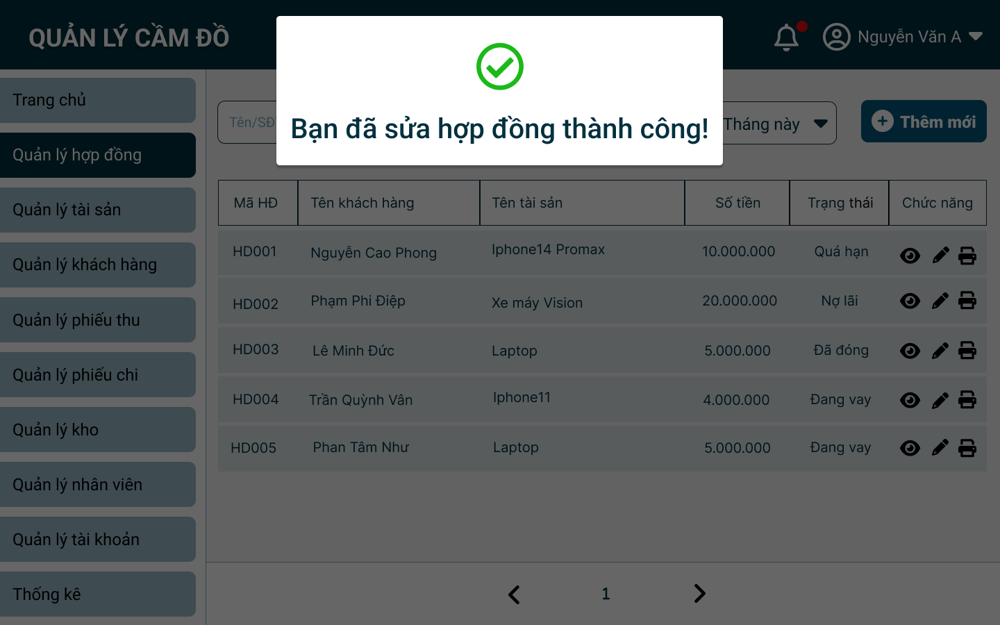 QUẢN LÝ CẦM ĐỒ
Nguyễn Văn A
Bạn đã sửa hợp đồng thành công!
Trang chủ
Quản lý hợp đồng
Quản lý tài sản
Quản lý khách hàng
Quản lý phiếu thu
Quản lý phiếu chi
Quản lý kho
Quản lý nhân viên
Quản lý tài khoản
Thống kê
Tên/SĐ
Tháng này
Thêm mới
Mã HĐ Tên khách hàng Tên tài sản Số tiền Trạng thái Chức năng
HD001 Nguyễn Cao Phong Iphone14 Promax 10.000.000 Quá hạn
HD002 Phạm Phi Điệp Xe máy Vision 20.000.000 Nợ lãi
HD003 Lê Minh Đức Laptop 5.000.000 Đã đóng
HD004 Trần Quỳnh Vân Iphone11 4.000.000 Đang vay
HD005 Phan Tâm Như Laptop 5.000.000 Đang vay
1